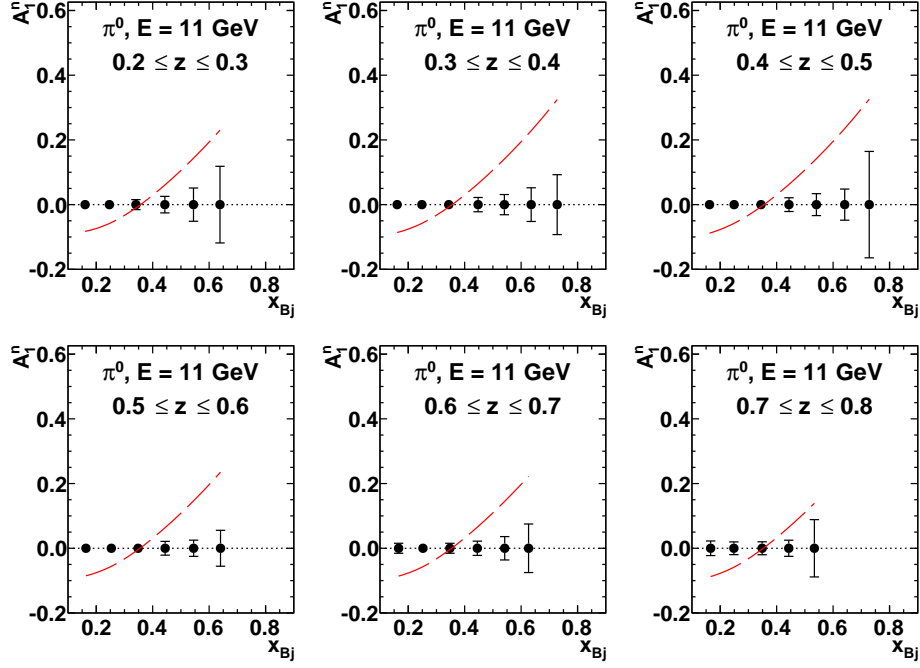 A₁ⁿ
π⁰, E = 11 GeV
0.2 ≤ z ≤ 0.3
0.6
0.4
0.2
0.0
-0.2
0.2 0.4 0.6 0.8
x_Bj
A₁ⁿ
π⁰, E = 11 GeV
0.3 ≤ z ≤ 0.4
0.6
0.4
0.2
0.0
-0.2
0.2 0.4 0.6 0.8
x_Bj
A₁ⁿ
π⁰, E = 11 GeV
0.4 ≤ z ≤ 0.5
0.6
0.4
0.2
0.0
-0.2
0.2 0.4 0.6 0.8
x_Bj
A₁ⁿ
π⁰, E = 11 GeV
0.5 ≤ z ≤ 0.6
0.6
0.4
0.2
0.0
-0.2
0.2 0.4 0.6 0.8
x_Bj
A₁ⁿ
π⁰, E = 11 GeV
0.6 ≤ z ≤ 0.7
0.6
0.4
0.2
0.0
-0.2
0.2 0.4 0.6 0.8
x_Bj
A₁ⁿ
π⁰, E = 11 GeV
0.7 ≤ z ≤ 0.8
0.6
0.4
0.2
0.0
-0.2
0.2 0.4 0.6 0.8
x_Bj